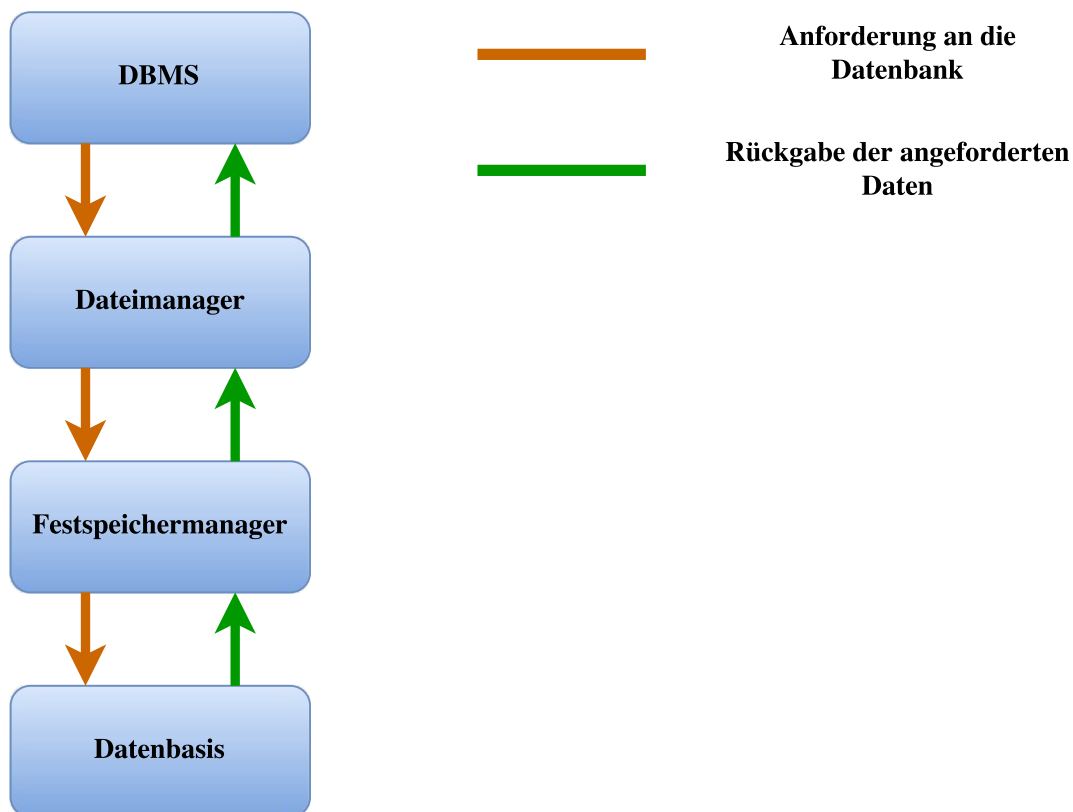 DBMS
Anforderung an die
Datenbank
Rückgabe der angeforderten
Daten
Dateimanager
Festspeichermanager
Datenbasis